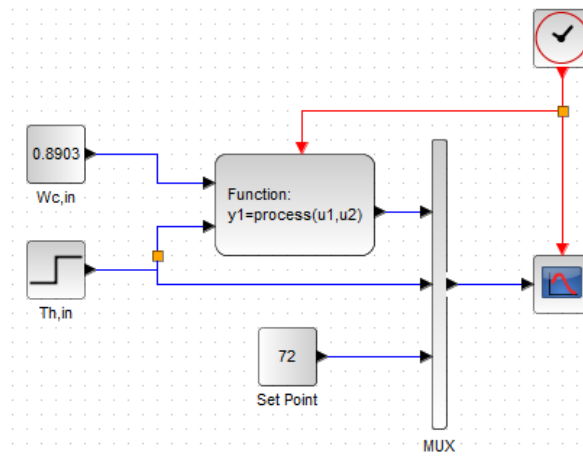 0.8903
Wc,in
Function:
y1=process(u1,u2)
Th,in
72
Set Point
MUX